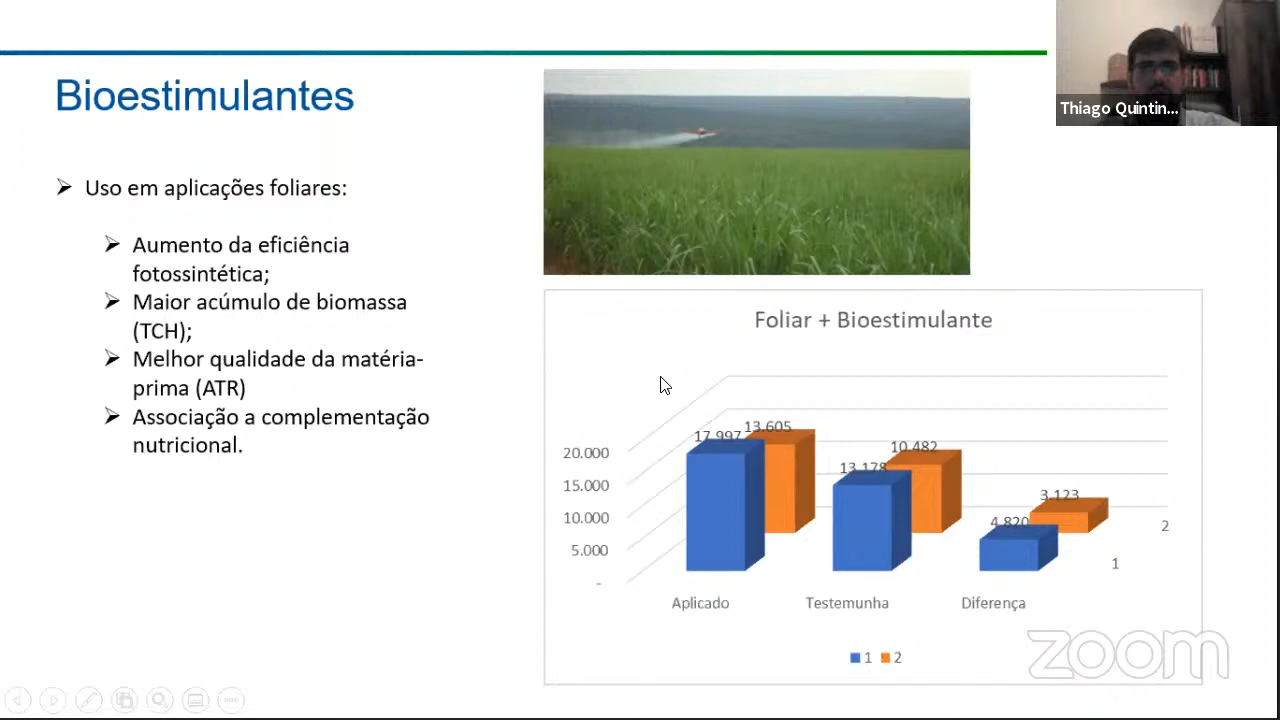 Bioestimulantes
Thiago Quintin...
Uso em aplicações foliares:
Aumento da eficiência
fotossintética;
Maior acúmulo de biomassa
(TCH);
Melhor qualidade da matéria-
prima (ATR)
Associação a complementação
nutricional.
Foliar + Bioestimulante
20.000
15.000
10.000
5.000
-
17.997
13.605
13.178
10.482
4.820
3.123
2
1
Aplicado
Testemunha
Diferença
1
2
zoom